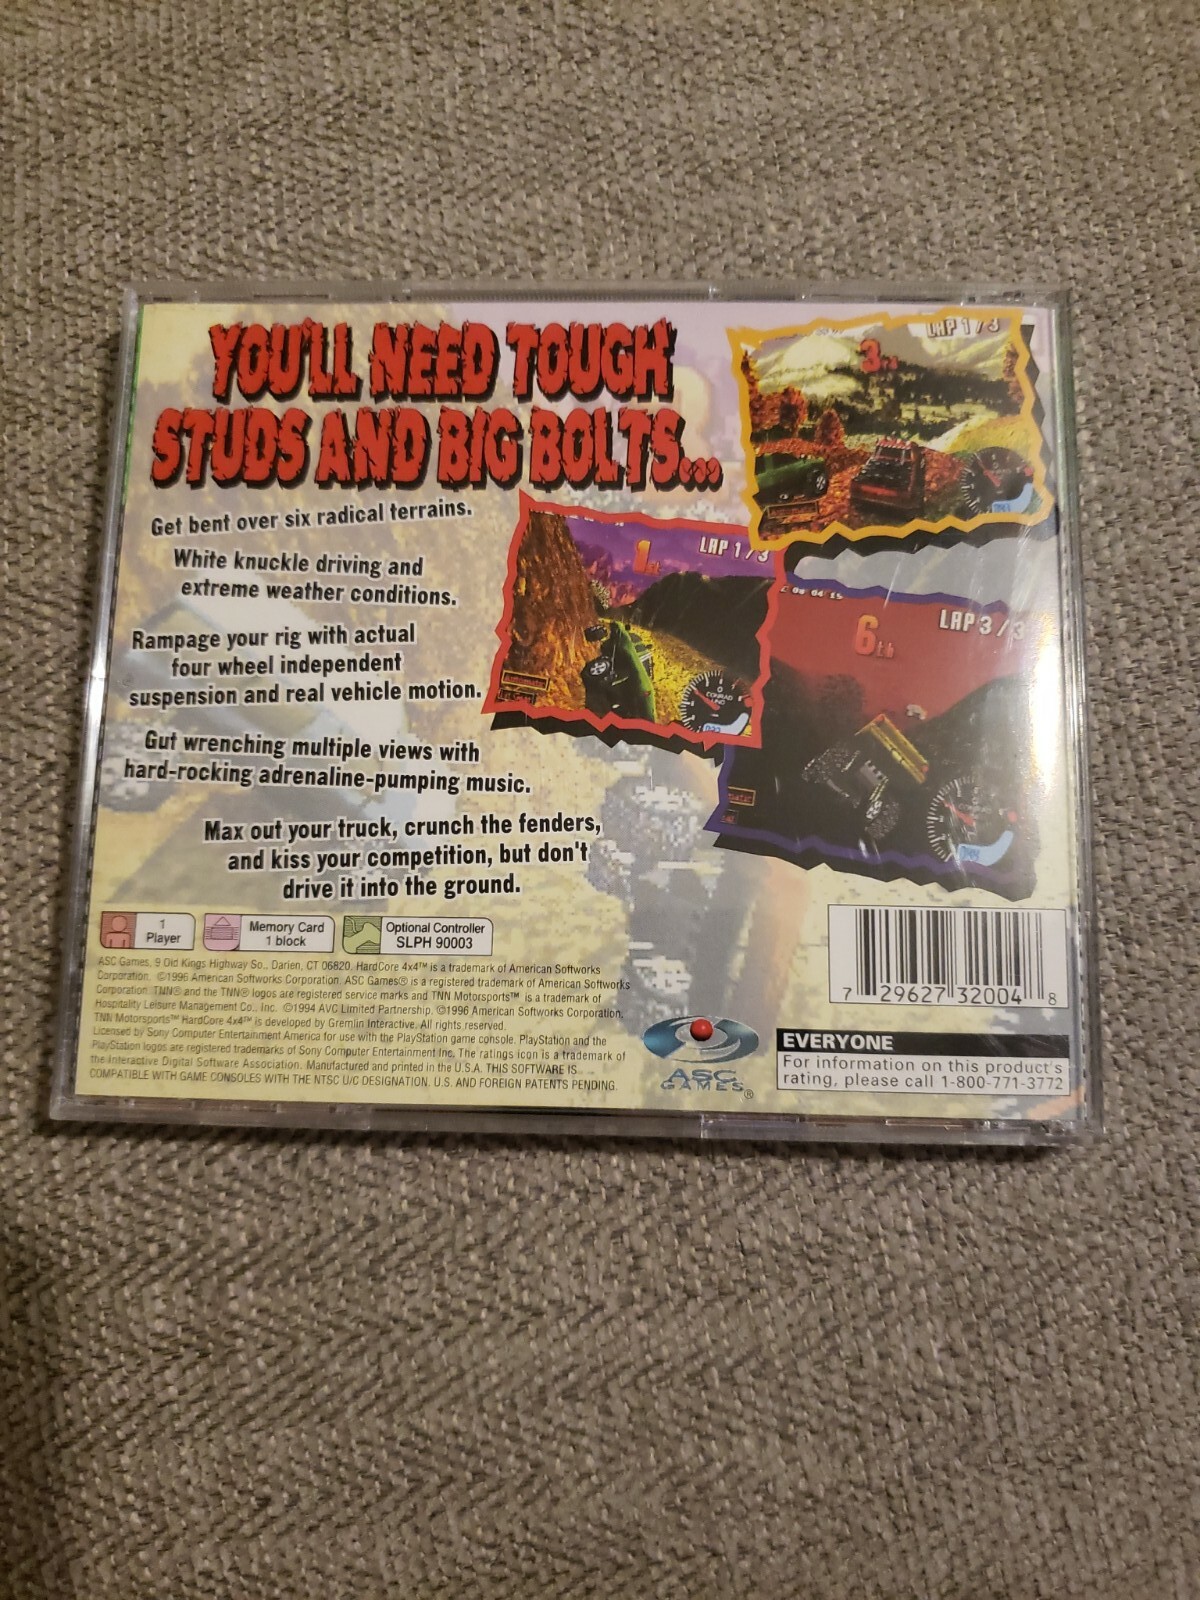 YOU'LL NEED TOUGH
STUDS AND BIG BOLTS...
Get bent over six radical terrains.
White knuckle driving and
extreme weather conditions.
Rampage your rig with actual
four wheel independent
suspension and real vehicle motion.
Gut wrenching multiple views with
hard-rocking adrenaline-pumping music.
Max out your truck, crunch the fenders,
and kiss your competition, but don't
drive it into the ground.
LAP 1/3
3rd
LAP 1/3
1st
LAP 3/3
6th
1
Player
Memory Card
1 block
Optional Controller
SLPH 90003
ASC Games, 9 Old Kings Highway So., Darien, CT 06820. HardCore 4x4™ is a trademark of American Softworks
Corporation. ©1996 American Softworks Corporation. ASC Games® is a registered trademark of American Softworks
Corporation. TNN® and the TNN® logos are registered service marks and TNN Motorsports™ is a trademark of
Hospitality Leisure Management Co., Inc. ©1994 AVC Limited Partnership. ©1996 American Softworks Corporation.
TNN Motorsports™ HardCore 4x4™ is developed by Gremlin Interactive. All rights reserved.
Licensed by Sony Computer Entertainment America for use with the PlayStation game console. PlayStation and the
PlayStation logos are registered trademarks of Sony Computer Entertainment Inc. The ratings icon is a trademark of
the Interactive Digital Software Association. Manufactured and printed in the U.S.A. THIS SOFTWARE IS
COMPATIBLE WITH GAME CONSOLES WITH THE NTSC U/C DESIGNATION. U.S. AND FOREIGN PATENTS PENDING.
ASC
GAMES®
7 29627 32004 8
EVERYONE
For information on this product's
rating, please call 1-800-771-3772